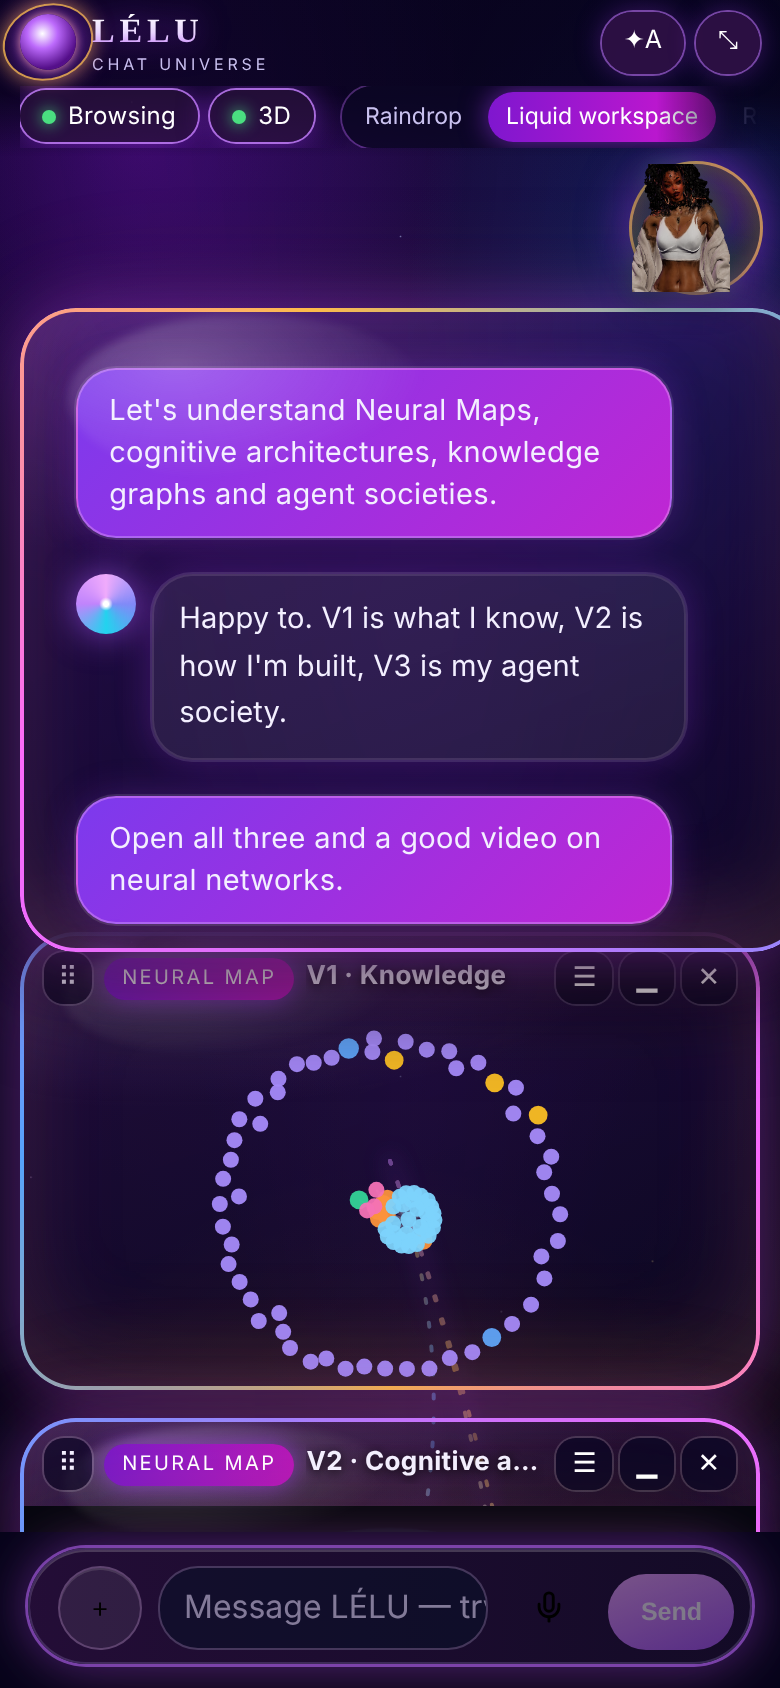 LÉLU
CHAT UNIVERSE
✦A
Browsing
3D
Raindrop
Liquid workspace
R
Let's understand Neural Maps,
cognitive architectures, knowledge
graphs and agent societies.
Happy to. V1 is what I know, V2 is
how I'm built, V3 is my agent
society.
Open all three and a good video on
neural networks.
NEURAL MAP
V1 · Knowledge
NEURAL MAP
V2 · Cognitive a...
Message LÉLU — try
Send